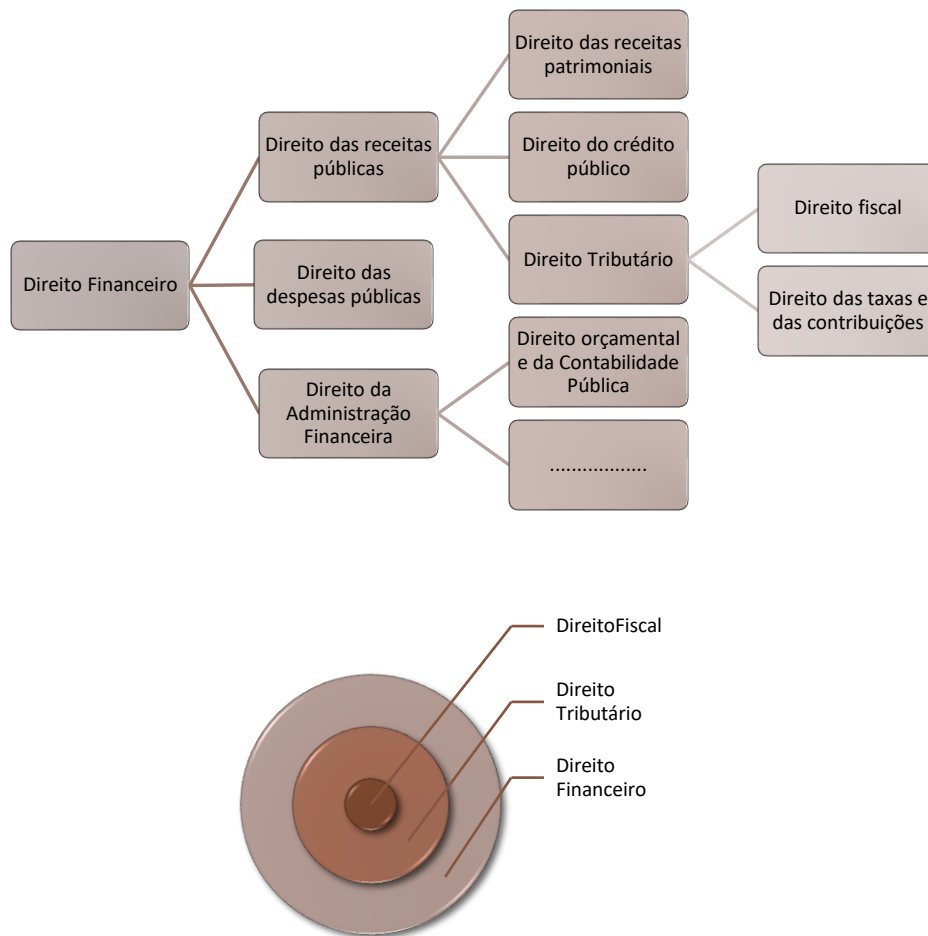 Direito das receitas
patrimoniais
Direito das receitas
públicas
Direito do crédito
público
Direito fiscal
Direito Tributário
Direito Financeiro
Direito das
despesas públicas
Direito das taxas e
das contribuições
Direito orçamental
e da Contabilidade
Pública
Direito da
Administração
Financeira
..................
DireitoFiscal
Direito
Tributário
Direito
Financeiro